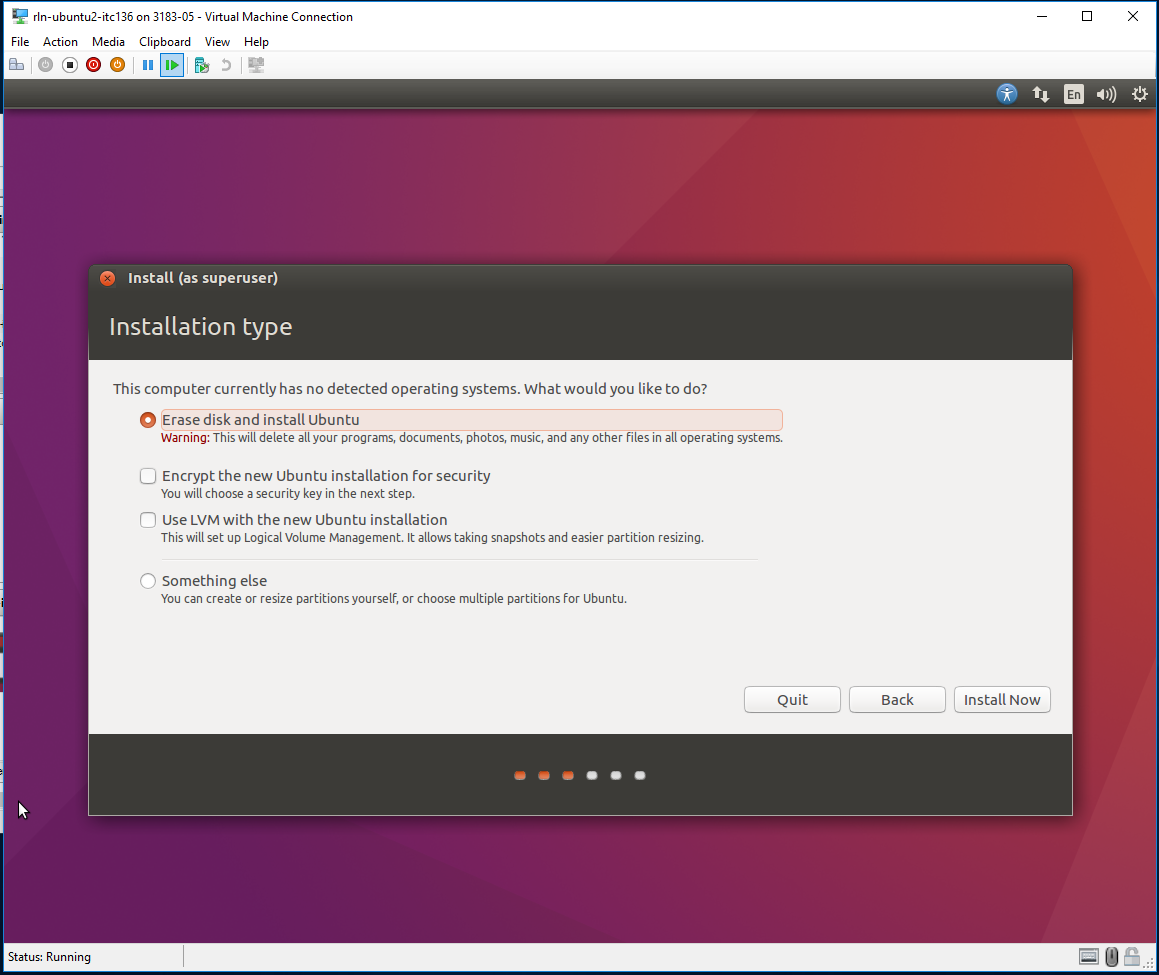 rln-ubuntu2-itc136 on 3183-05 - Virtual Machine Connection
File Action Media Clipboard View Help
En
Install (as superuser)
Installation type
This computer currently has no detected operating systems. What would you like to do?
Erase disk and install Ubuntu
Warning: This will delete all your programs, documents, photos, music, and any other files in all operating systems.
Encrypt the new Ubuntu installation for security
You will choose a security key in the next step.
Use LVM with the new Ubuntu installation
This will set up Logical Volume Management. It allows taking snapshots and easier partition resizing.
Something else
You can create or resize partitions yourself, or choose multiple partitions for Ubuntu.
Quit Back Install Now
Status: Running